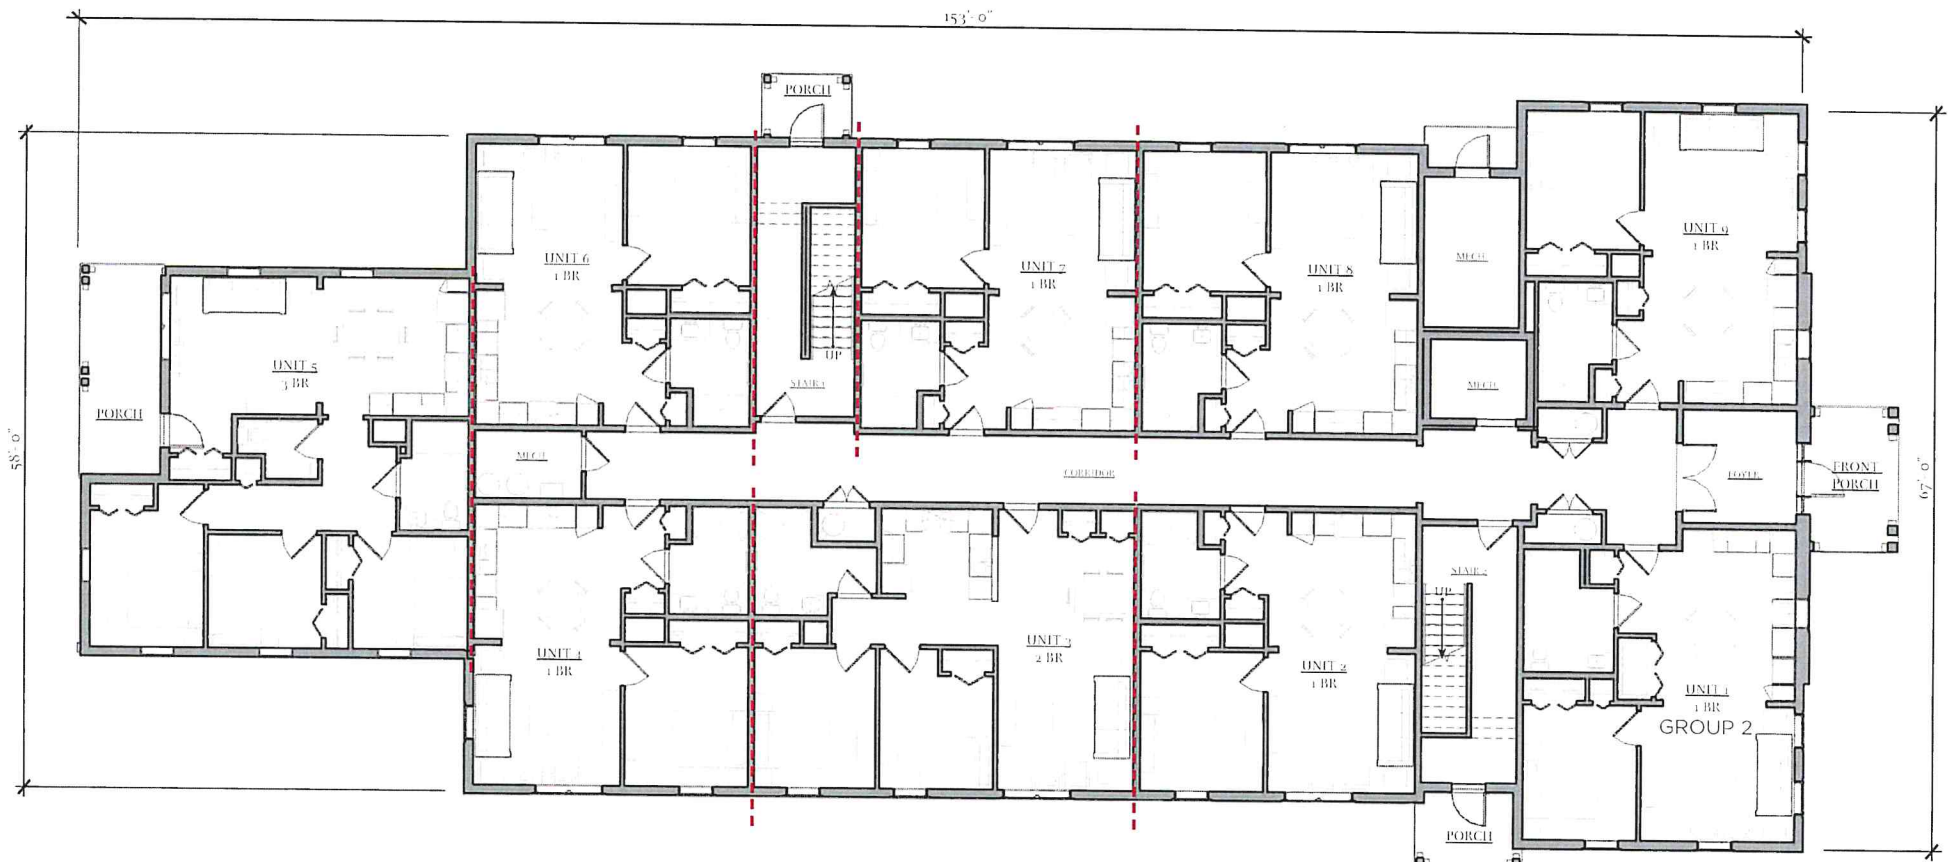 153'-0"
PORCH
UNIT 9
1 BR
UNIT 6
1 BR
UNIT 7
1 BR
UNIT 8
1 BR
MECH.
UP
STAIR 1
MECH.
UNIT 5
3 BR
PORCH
58'-0"
MECH.
CORRIDOR
FOYER
FRONT
PORCH
67'-0"
STAIR 2
UP
UNIT 4
1 BR
UNIT 3
2 BR
UNIT 2
1 BR
UNIT 1
1 BR
GROUP 2
PORCH